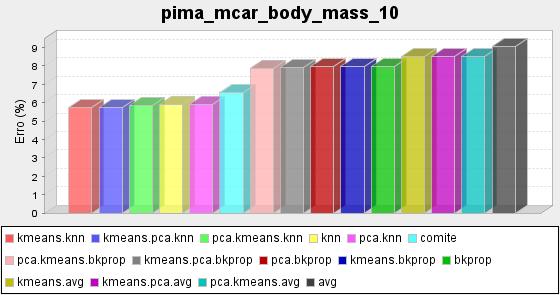 pima_mcar_body_mass_10
Erro (%)
9
8
7
6
5
4
3
2
1
0
kmeans.knn kmeans.pca.knn pca.kmeans.knn knn pca.knn comite
pca.kmeans.bkprop kmeans.pca.bkprop pca.bkprop kmeans.bkprop bkprop
kmeans.avg kmeans.pca.avg pca.kmeans.avg avg